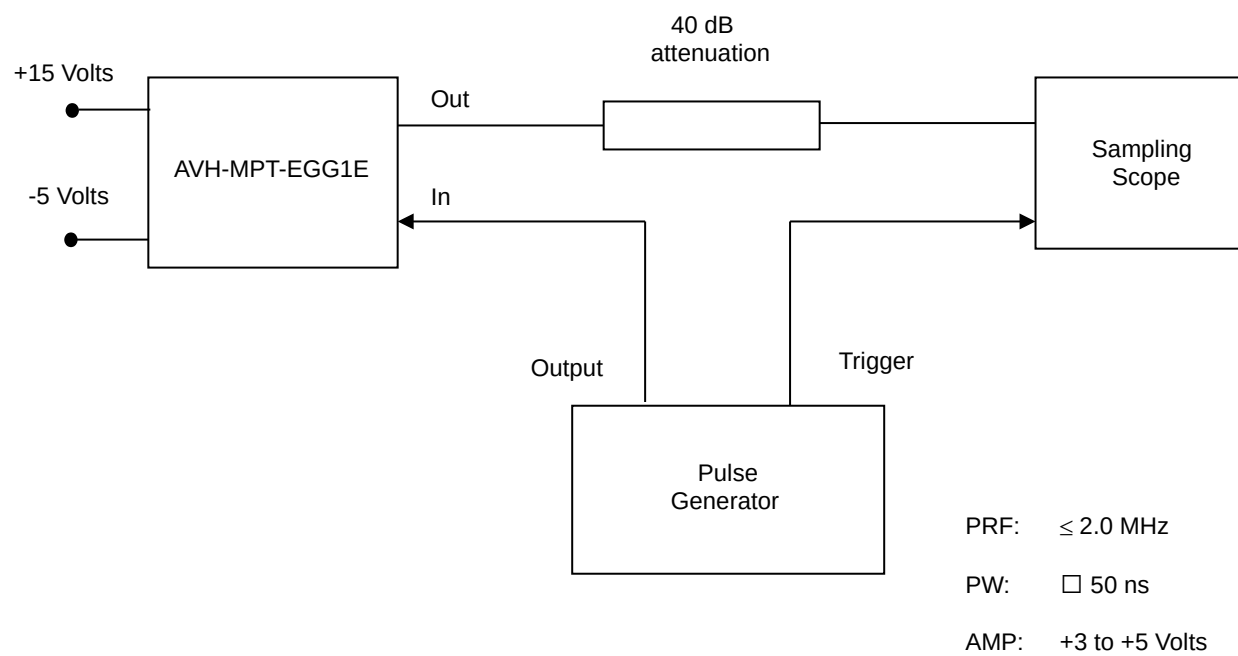 40 dB
attenuation
+15 Volts
Out
AVH-MPT-EGG1E
Sampling
Scope
-5 Volts
In
Output
Trigger
Pulse
Generator
PRF: ≤ 2.0 MHz
PW: □ 50 ns
AMP: +3 to +5 Volts